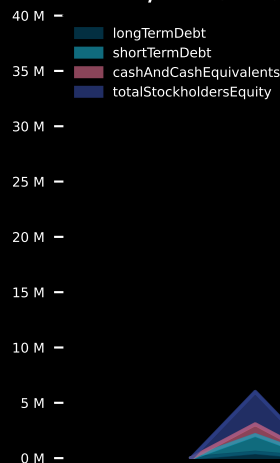 40 M
longTermDebt
shortTermDebt
35 M
cashAndCashEquivalents
totalStockholdersEquity
30 M
25 M
20 M
15 M
10 M
5 M
0 M